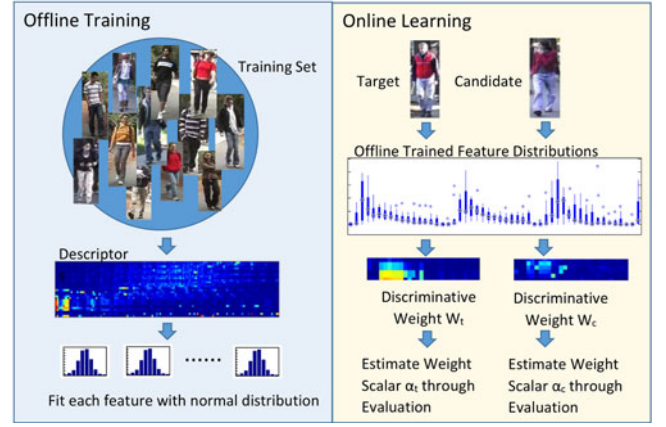 Offline Training
Training Set
Descriptor
......
Fit each feature with normal distribution
Online Learning
Target
Candidate
Offline Trained Feature Distributions
Discriminative
Weight Wt
Discriminative
Weight Wc
Estimate Weight
Scalar αt through
Evaluation
Estimate Weight
Scalar αc through
Evaluation